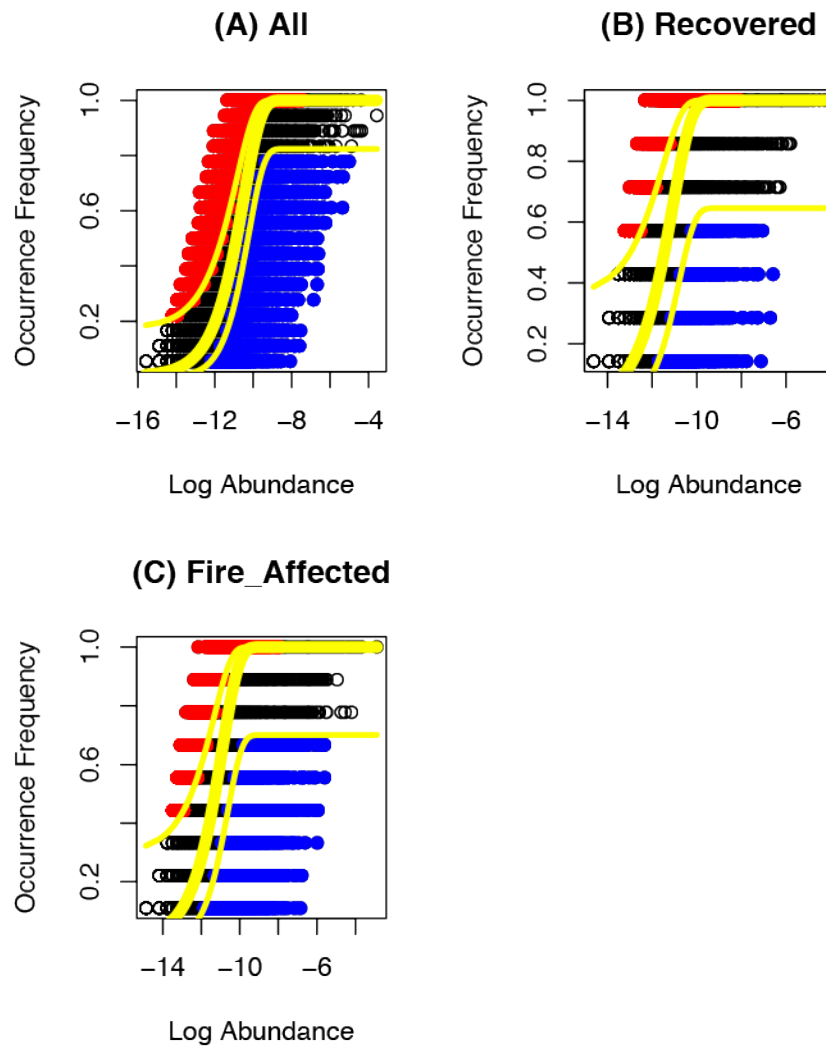 (A) All
Occurrence Frequency
1.0
0.6
0.2
−16
−12
−8
−4
Log Abundance
(B) Recovered
Occurrence Frequency
1.0
0.8
0.6
0.4
0.2
−14
−10
−6
Log Abundance
(C) Fire_Affected
Occurrence Frequency
1.0
0.6
0.2
−14
−10
−6
Log Abundance